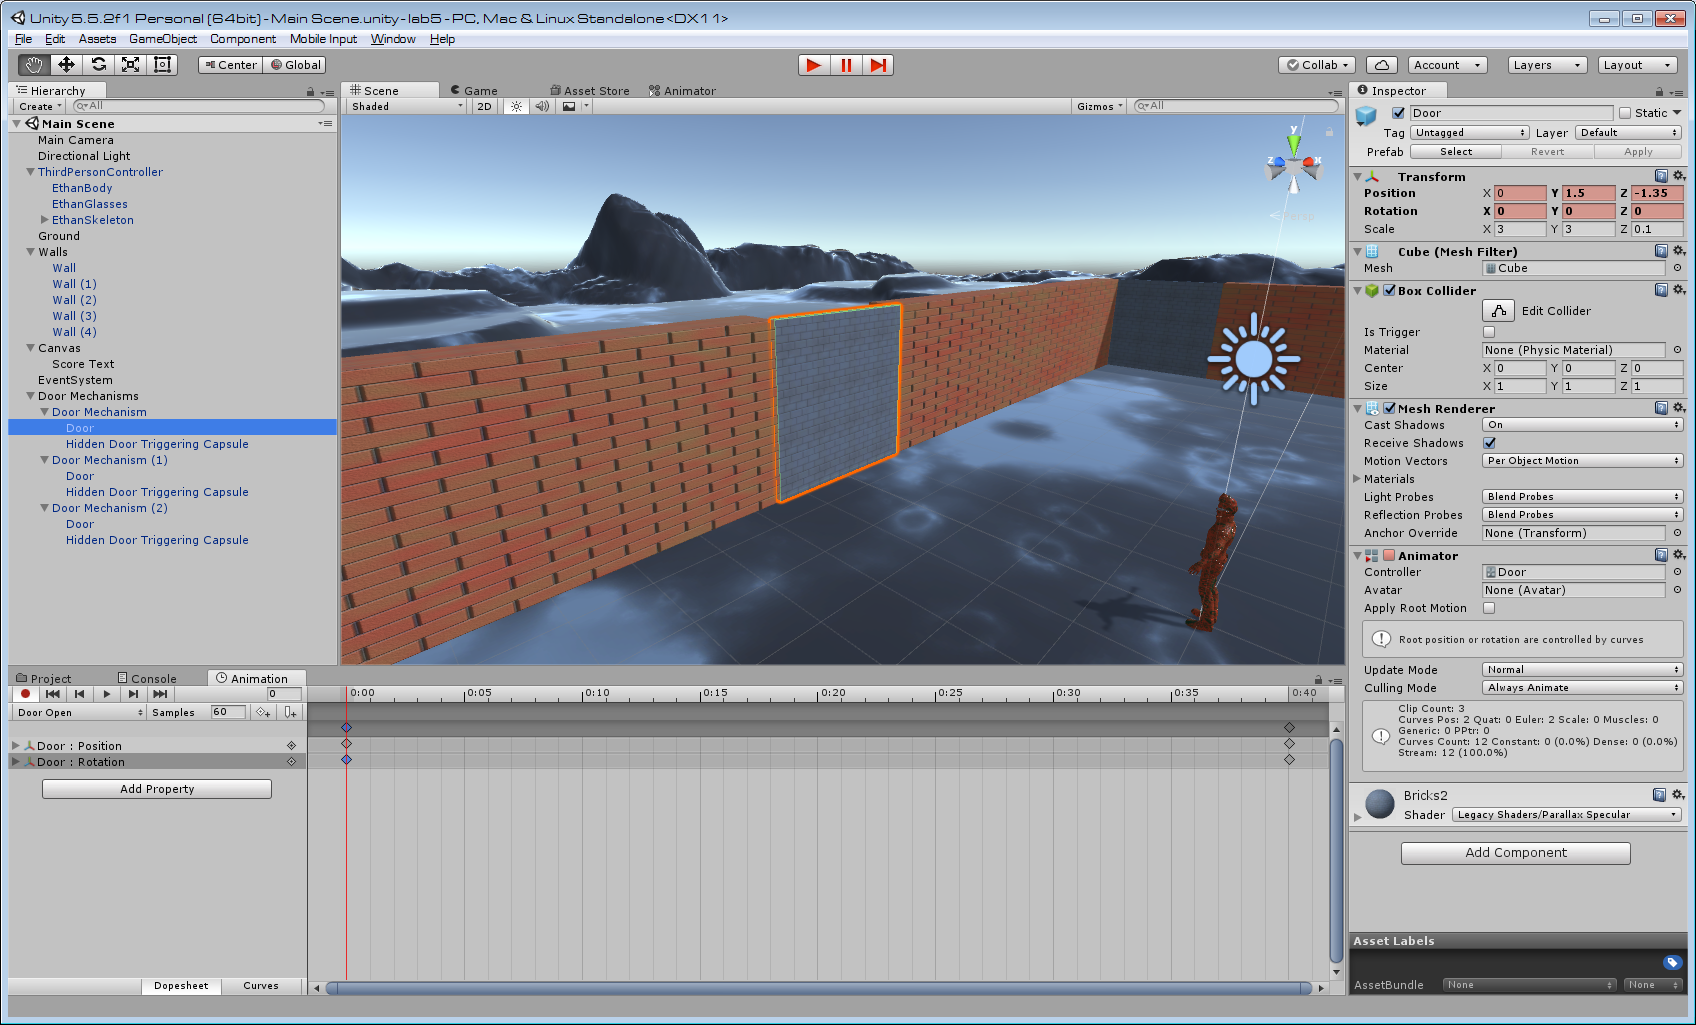 Unity 5.5.2f1 Personal (64bit) - Main Scene.unity - lab5 - PC, Mac & Linux Standalone <DX11>
File Edit Assets GameObject Component Mobile Input Window Help
Center Global Collab Account Layers Layout
Hierarchy
Create All
Main Scene
Main Camera
Directional Light
ThirdPersonController
EthanBody
EthanGlasses
EthanSkeleton
Ground
Walls
Wall
Wall (1)
Wall (2)
Wall (3)
Wall (4)
Canvas
Score Text
EventSystem
Door Mechanisms
Door Mechanism
Door
Hidden Door Triggering Capsule
Door Mechanism (1)
Door
Hidden Door Triggering Capsule
Door Mechanism (2)
Door
Hidden Door Triggering Capsule
Scene Game Asset Store Animator
Shaded 2D Gizmos All
y
z x
Inspector
Door Static
Tag Untagged Layer Default
Prefab Select Revert Apply
Transform
Position X 0 Y 1.5 Z -1.35
Rotation X 0 Y 0 Z 0
Scale X 3 Y 3 Z 0.1
Cube (Mesh Filter)
Mesh Cube
Box Collider
Edit Collider
Is Trigger
Material None (Physic Material)
Center X 0 Y 0 Z 0
Size X 1 Y 1 Z 1
Mesh Renderer
Cast Shadows On
Receive Shadows
Motion Vectors Per Object Motion
Materials
Light Probes Blend Probes
Reflection Probes Blend Probes
Anchor Override None (Transform)
Animator
Controller Door
Avatar None (Avatar)
Apply Root Motion
Root position or rotation are controlled by curves
Update Mode Normal
Culling Mode Always Animate
Clip Count: 3
Curves Pos: 2 Quat: 0 Euler: 2 Scale: 0 Muscles: 0
Generic: 0 PPtr: 0
Curves Count: 12 Constant: 0 (0.0%) Dense: 0 (0.0%)
Stream: 12 (100.0%)
Bricks2
Shader Legacy Shaders/Parallax Specular
Add Component
Asset Labels
AssetBundle None None
Project Console Animation
0 0:00 0:05 0:10 0:15 0:20 0:25 0:30 0:35 0:40
Door Open Samples 60
Door : Position
Door : Rotation
Add Property
Dopesheet Curves